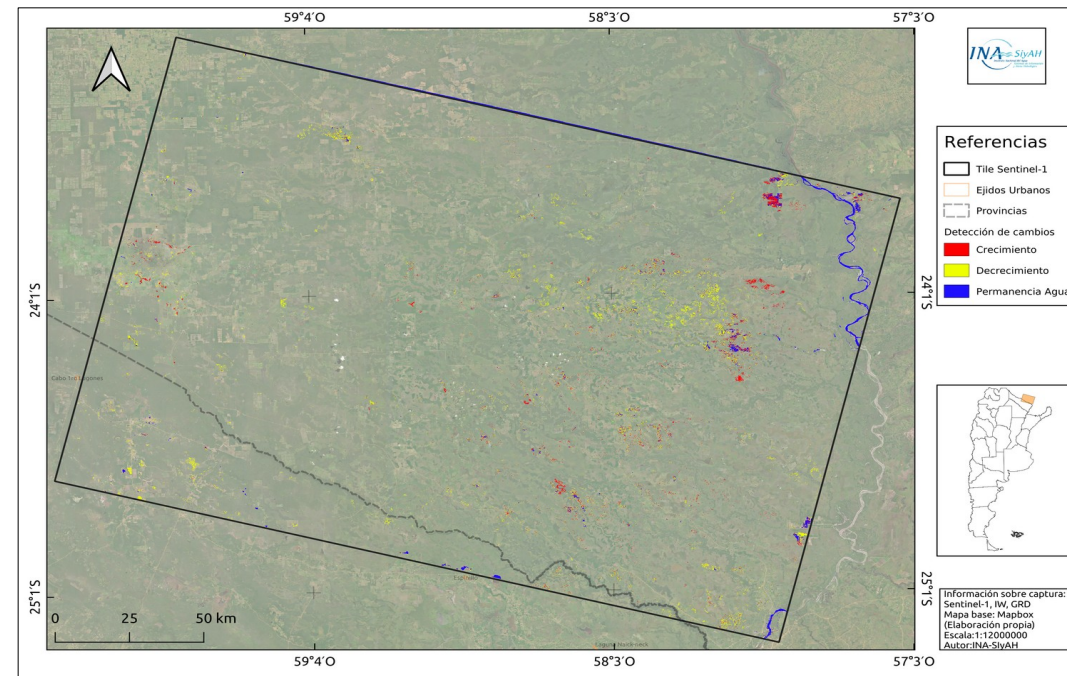 59°4′O
58°3′O
57°3′O
INA
SIyAH
Referencias
Tile Sentinel-1
Ejidos Urbanos
Provincias
Detección de cambios
Crecimiento
Decrecimiento
Permanencia Agua
24°1′S
24°1′S
25°1′S
25°1′S
0 25 50 km
59°4′O
58°3′O
57°3′O
Información sobre captura:
Sentinel-1, IW, GRD
Mapa base: Mapbox
(Elaboración propia)
Escala:1:12000000
Autor:INA-SIyAH